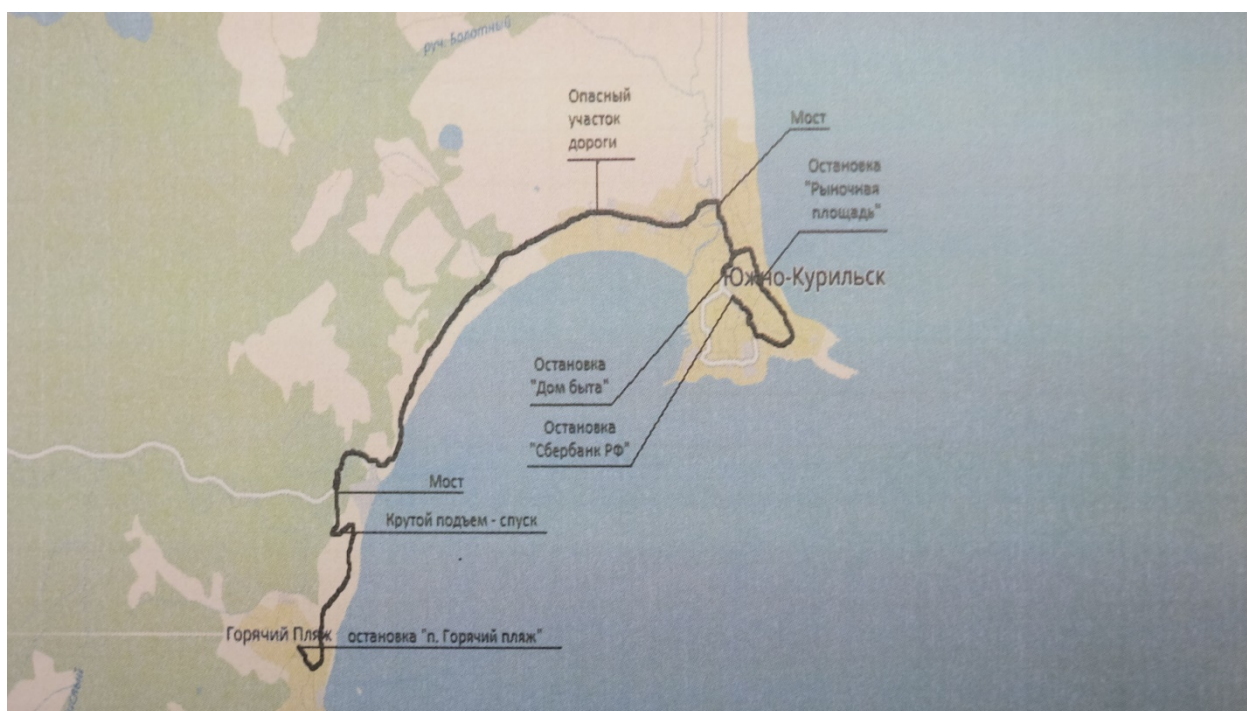 руч. Болотный
Опасный
участок
дороги
Мост
Остановка
"Рыночная
площадь"
Южно-Курильск
Остановка
"Дом быта"
Остановка
"Сбербанк РФ"
Мост
Крутой подъем - спуск
Горячий Пляж
остановка "п. Горячий пляж"